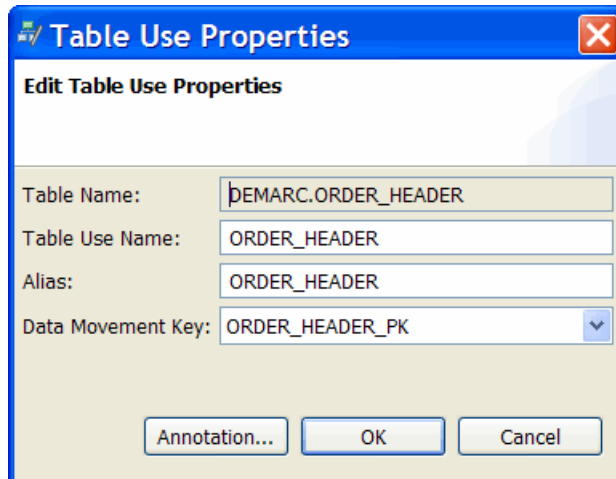 Table Use Properties
Edit Table Use Properties
Table Name: DEMARC.ORDER_HEADER
Table Use Name: ORDER_HEADER
Alias: ORDER_HEADER
Data Movement Key: ORDER_HEADER_PK
Annotation... OK Cancel